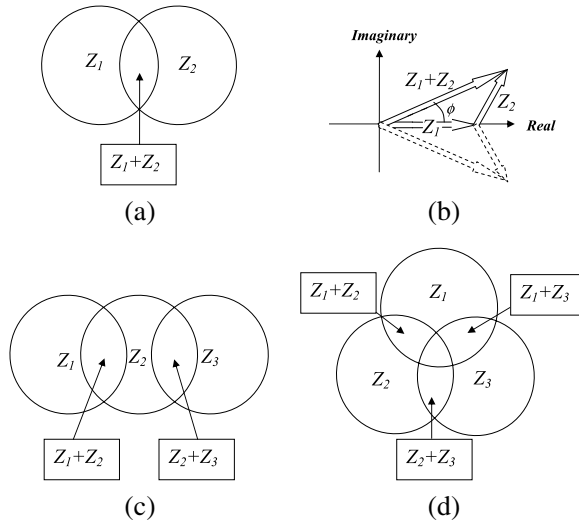 Z1 Z2
Z1+Z2
(a)
Imaginary
Z1+Z2
Z2
ϕ
Z1
Real
(b)
Z1 Z2 Z3
Z1+Z2 Z2+Z3
(c)
Z1+Z2 Z1 Z1+Z3
Z2 Z3
Z2+Z3
(d)